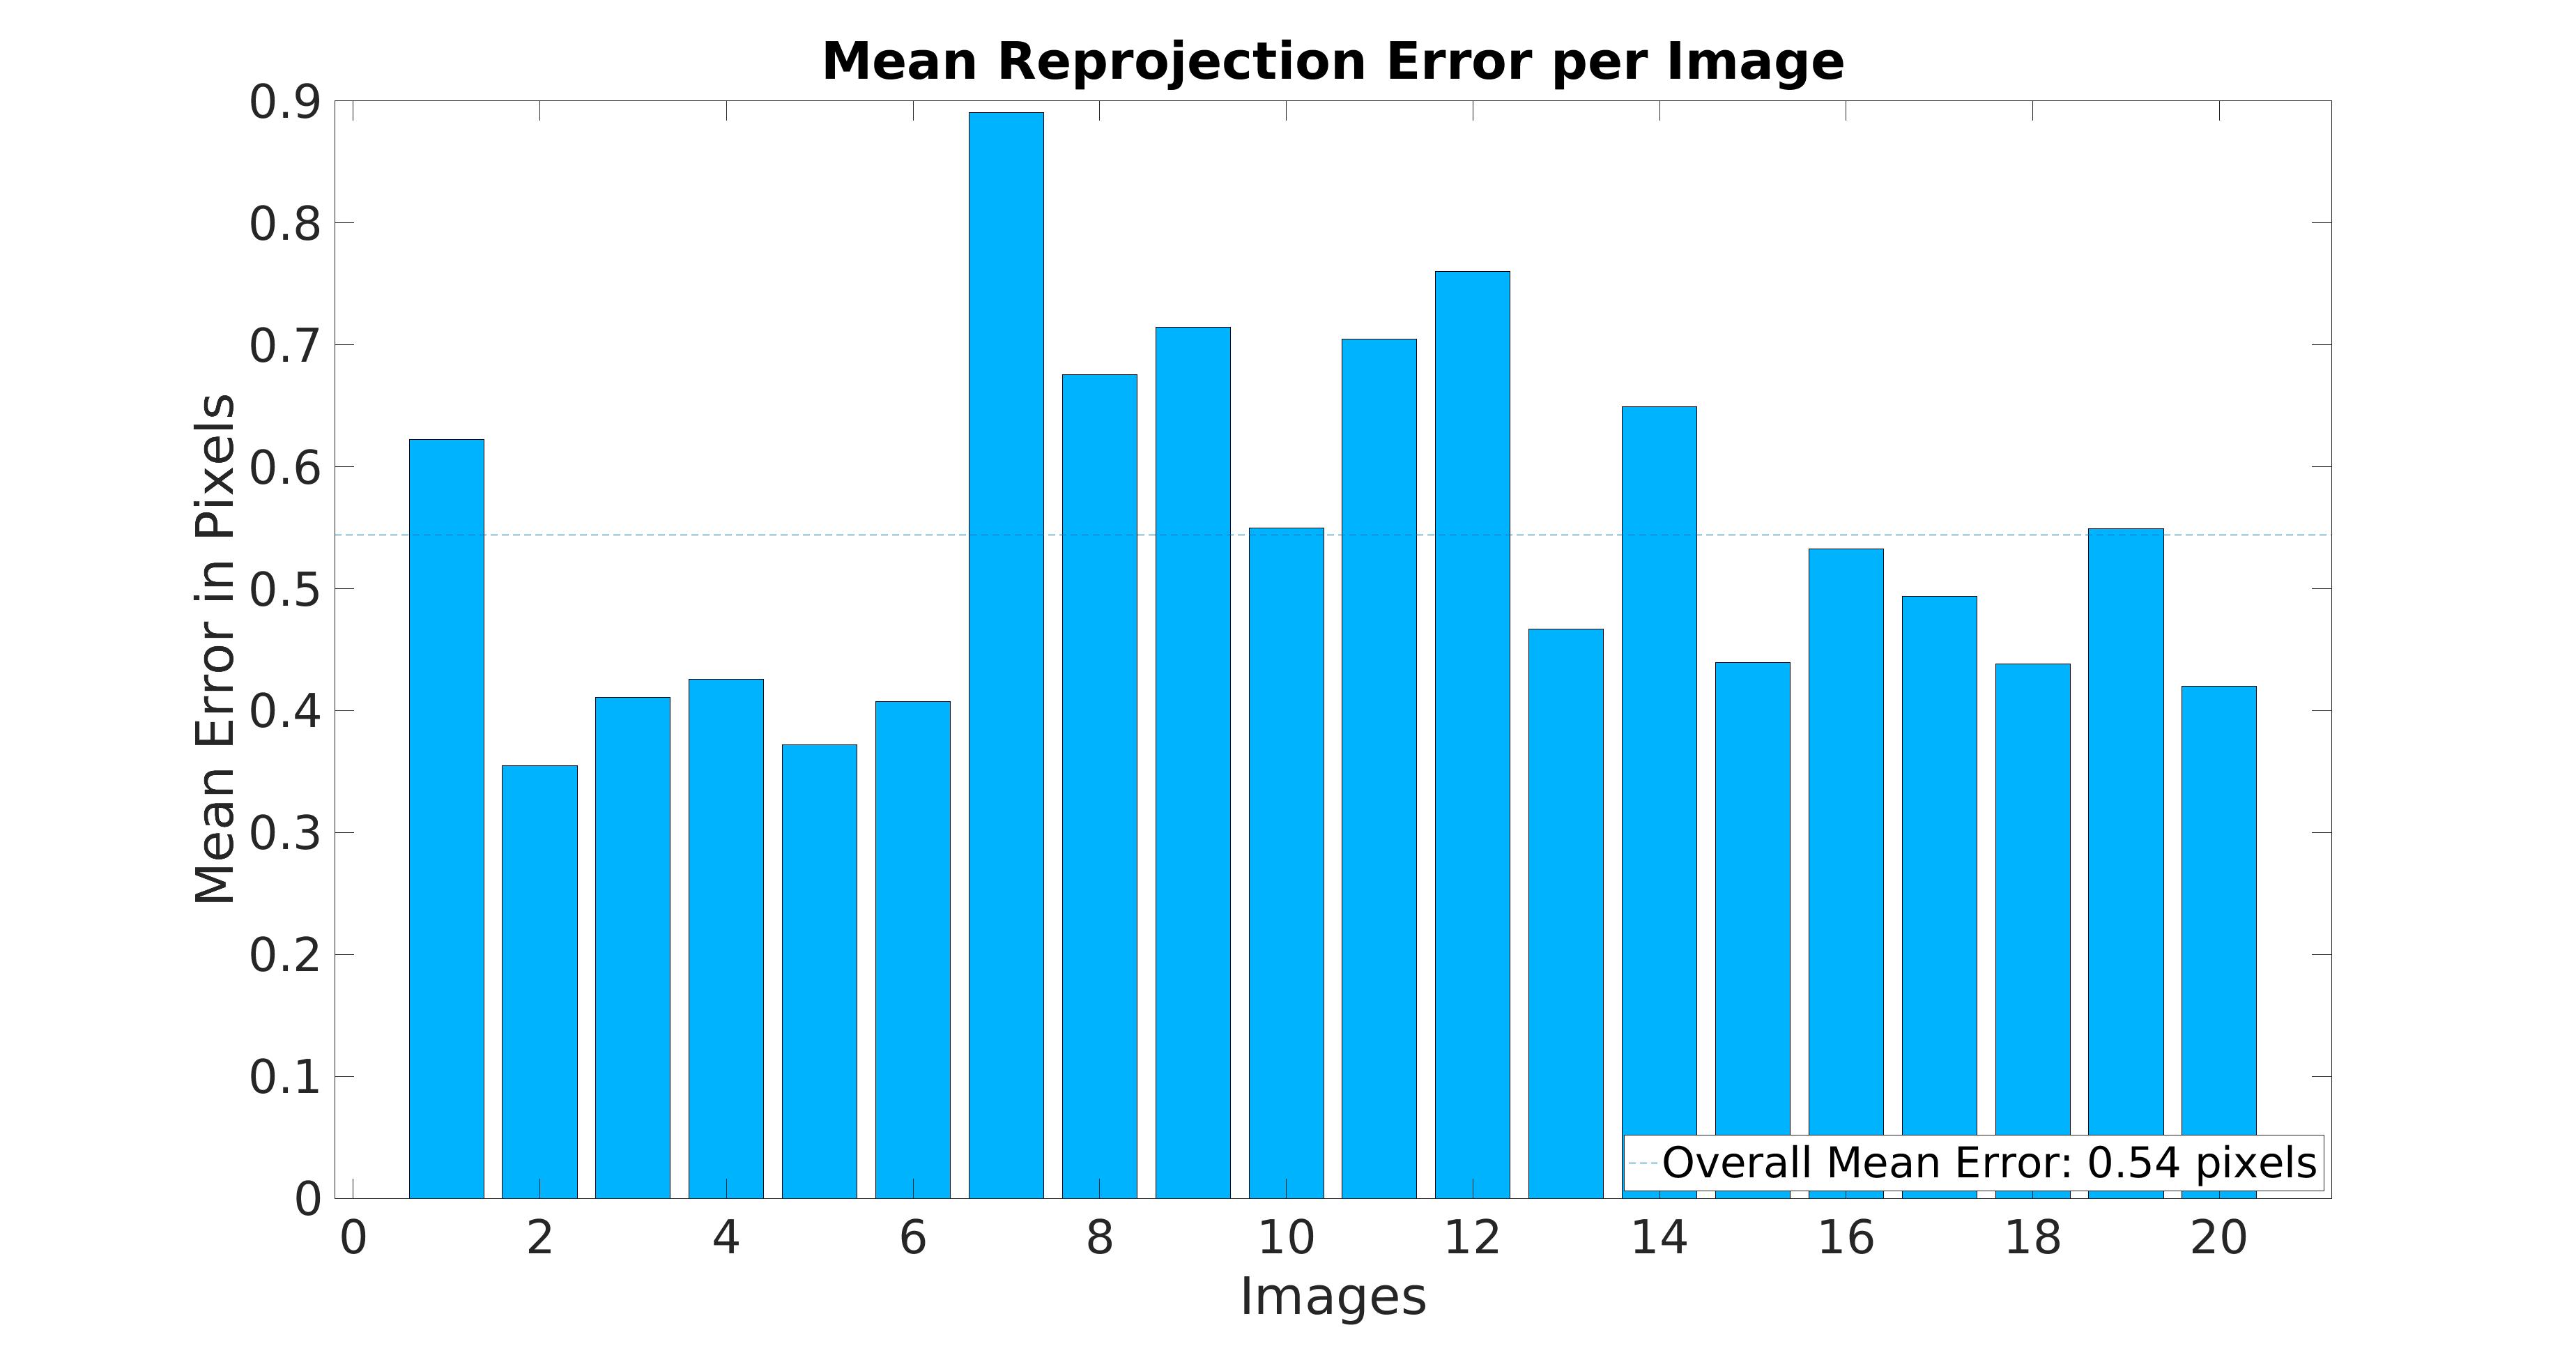 Mean Reprojection Error per Image
Mean Error in Pixels
0.9
0.8
0.7
0.6
0.5
0.4
0.3
0.2
0.1
0
Overall Mean Error: 0.54 pixels
0 2 4 6 8 10 12 14 16 18 20
Images